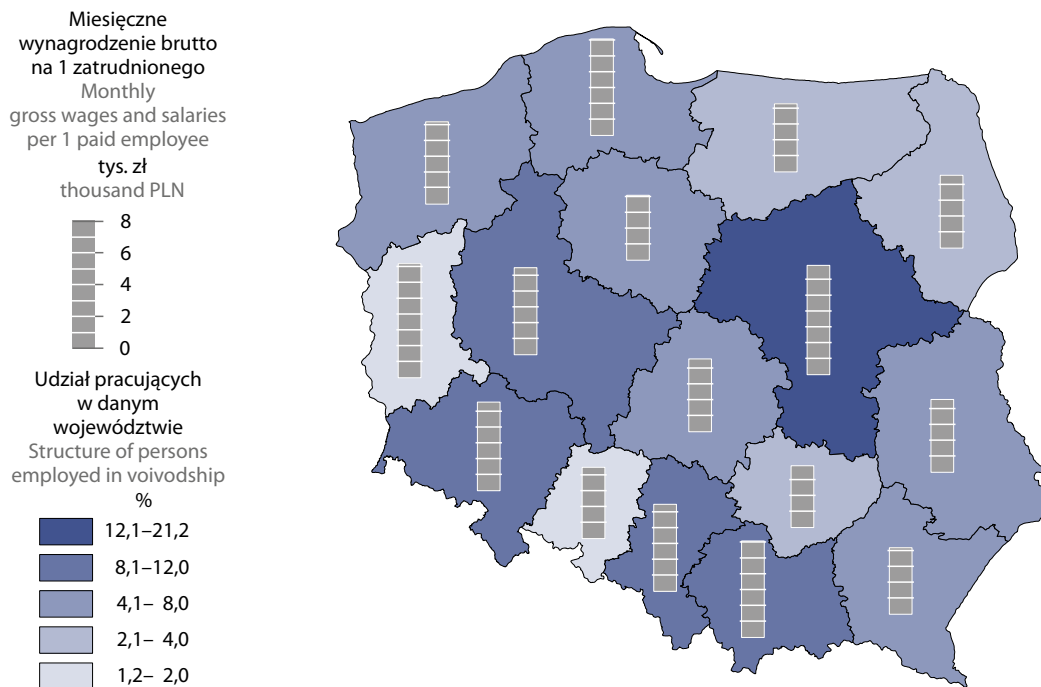 Miesięczne
wynagrodzenie brutto
na 1 zatrudnionego
Monthly
gross wages and salaries
per 1 paid employee
tys. zł
thousand PLN
8
6
4
2
0
Udział pracujących
w danym
województwie
Structure of persons
employed in voivodship
%
12,1–21,2
8,1–12,0
4,1– 8,0
2,1– 4,0
1,2– 2,0